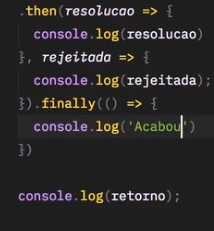 .then(resolucao => {
  console.log(resolucao)
}, rejeitada => {
  console.log(rejeitada);
}).finally(() => {
  console.log('Acabou')
})

console.log(retorno);